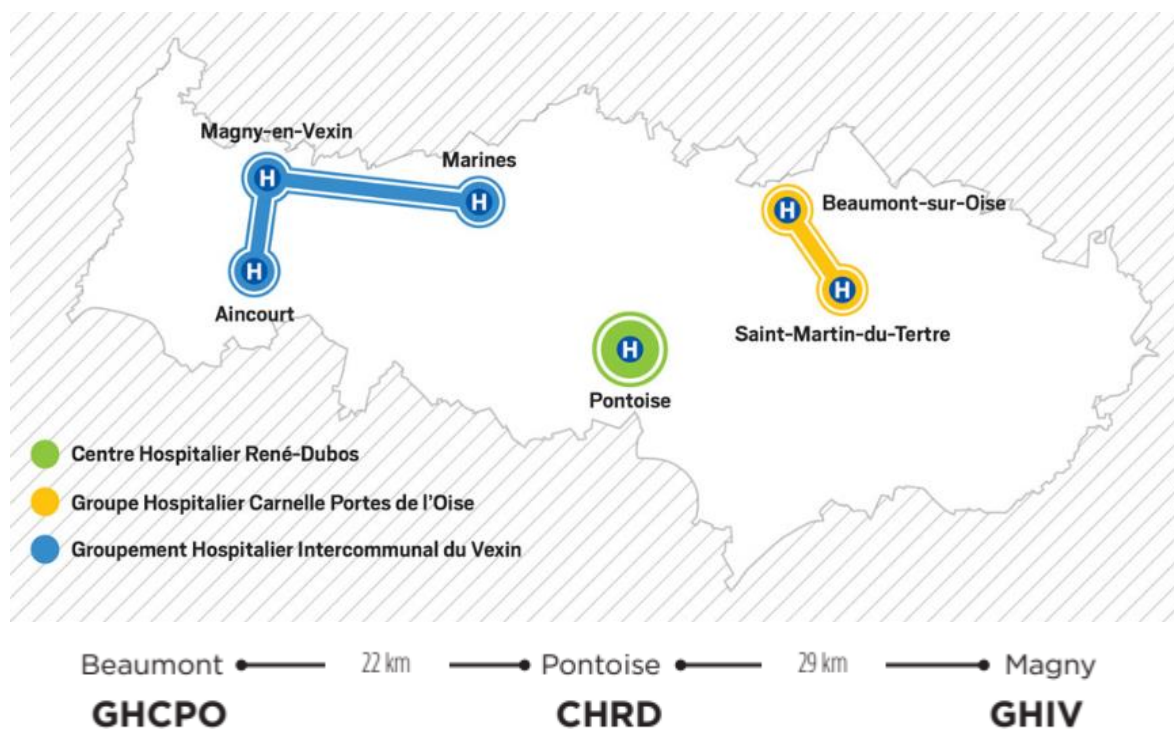 Magny-en-Vexin
Marines
H
H
H
Beaumont-sur-Oise
H
Aincourt
H
Saint-Martin-du-Tertre
H
Pontoise
Centre Hospitalier René-Dubos
Groupe Hospitalier Carnelle Portes de l'Oise
Groupement Hospitalier Intercommunal du Vexin
Beaumont 22 km Pontoise 29 km Magny
GHCPO CHRD GHIV